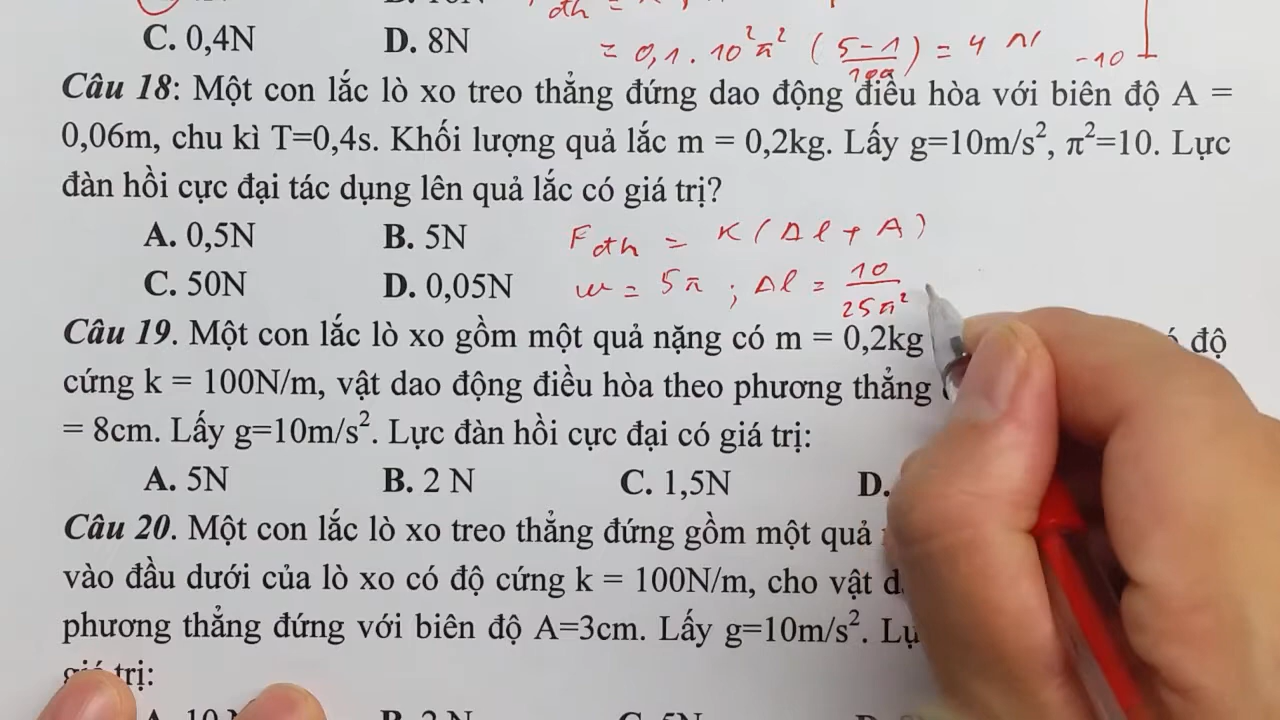 C. 0,4N D. 8N = 0,1 . 10²π² (5-1/100) = 4 N -10
Câu 18: Một con lắc lò xo treo thẳng đứng dao động điều hòa với biên độ A =
0,06m, chu kì T=0,4s. Khối lượng quả lắc m = 0,2kg. Lấy g=10m/s², π²=10. Lực
đàn hồi cực đại tác dụng lên quả lắc có giá trị?
A. 0,5N B. 5N Fđh = K(Δl + A)
C. 50N D. 0,05N ω = 5π ; Δl = 10/25π²
Câu 19. Một con lắc lò xo gồm một quả nặng có m = 0,2kg độ
cứng k = 100N/m, vật dao động điều hòa theo phương thẳng
= 8cm. Lấy g=10m/s². Lực đàn hồi cực đại có giá trị:
A. 5N B. 2 N C. 1,5N D.
Câu 20. Một con lắc lò xo treo thẳng đứng gồm một quả
vào đầu dưới của lò xo có độ cứng k = 100N/m, cho vật
phương thẳng đứng với biên độ A=3cm. Lấy g=10m/s².
giá trị: